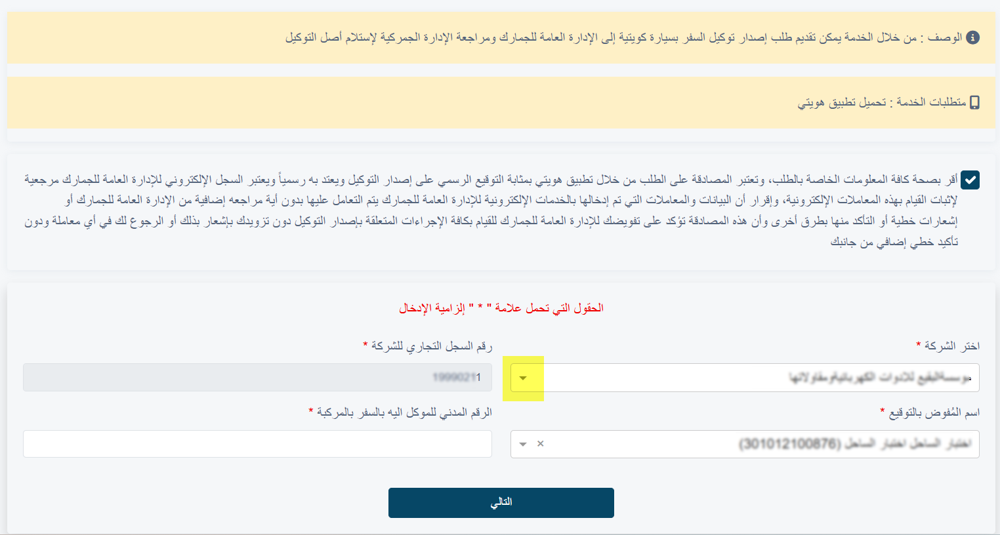 الوصف : من خلال الخدمة يمكن تقديم طلب إصدار توكيل السفر بسيارة كويتية إلى الإدارة العامة للجمارك ومراجعة الإدارة الجمركية لإستلام أصل التوكيل
متطلبات الخدمة : تحميل تطبيق هويتي
أقر بصحة كافة المعلومات الخاصة بالطلب، وتعتبر المصادقة على الطلب من خلال تطبيق هويتي بمثابة التوقيع الرسمي على إصدار التوكيل ويعتد به رسمياً ويعتبر السجل الإلكتروني للإدارة العامة للجمارك مرجعية
لإثبات القيام بهذه المعاملات الإلكترونية، وإقرار أن البيانات والمعاملات التي تم إدخالها بالخدمات الإلكترونية للإدارة العامة للجمارك يتم التعامل عليها بدون أية مراجعه إضافية من الإدارة العامة للجمارك أو
إشعارات خطية أو التأكد منها بطرق أخرى وأن هذه المصادقة تؤكد على تفويضك للإدارة العامة للجمارك للقيام بكافة الإجراءات المتعلقة بإصدار التوكيل دون تزويدك بإشعار بذلك أو الرجوع لك في أي معاملة ودون
تأكيد خطي إضافي من جانبك
الحقول التي تحمل علامة " * " إلزامية الإدخال
اختر الشركة *
رقم السجل التجاري للشركة *
اسم المُفوض بالتوقيع *
الرقم المدني للموكل اليه بالسفر بالمركبة *
التالي